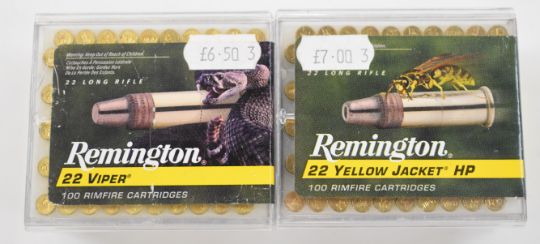 Warning: Keep Out of Reach of Children.
£6.50 3
22 LONG RIFLE
Remington®
22 VIPER®
100 RIMFIRE CARTRIDGES
£7.00 3
22 LONG RIFLE
Remington®
22 YELLOW JACKET® HP
100 RIMFIRE CARTRIDGES